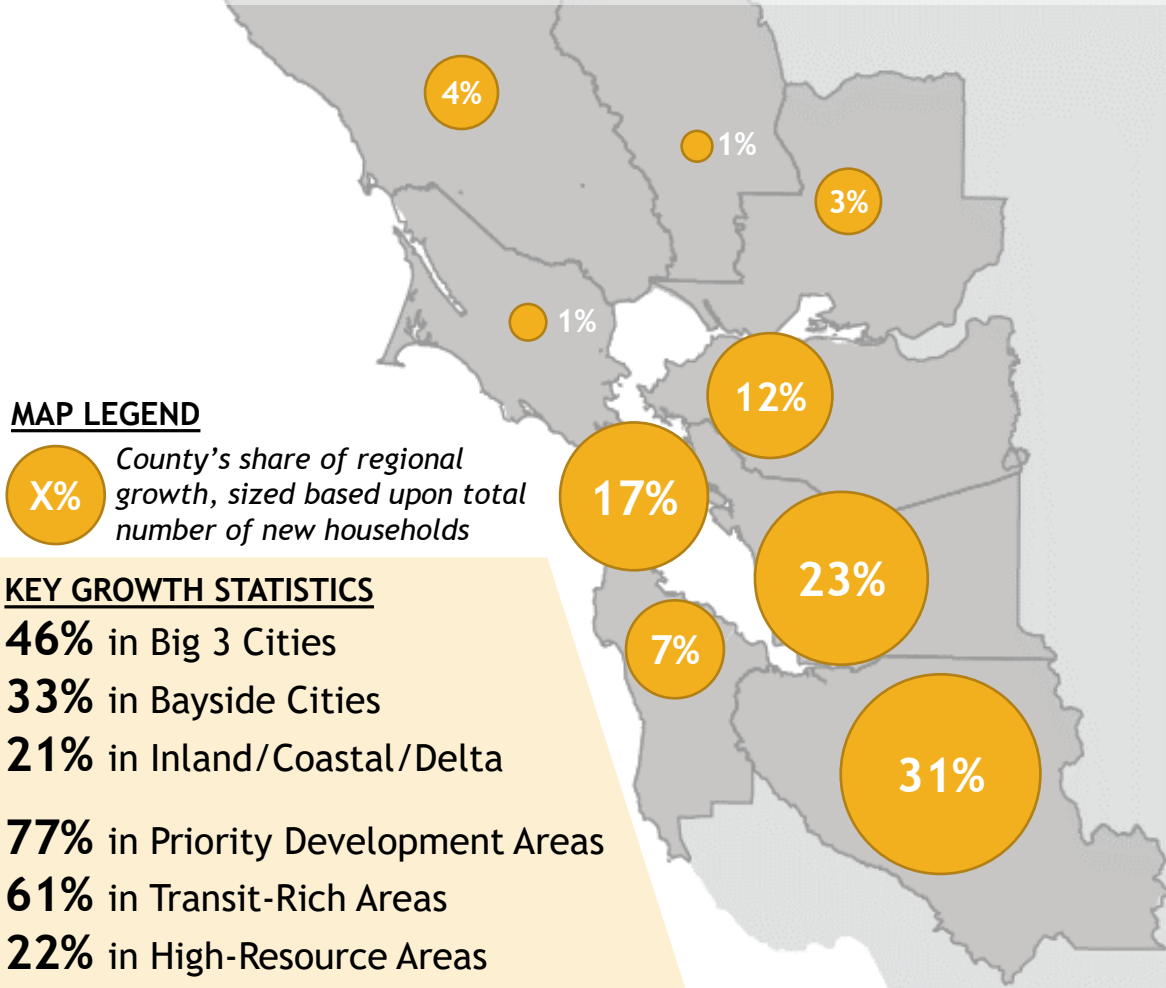 4%
1%
3%
1%
12%
17%
23%
7%
31%
MAP LEGEND
X%
County's share of regional
growth, sized based upon total
number of new households
KEY GROWTH STATISTICS
46% in Big 3 Cities
33% in Bayside Cities
21% in Inland/Coastal/Delta
77% in Priority Development Areas
61% in Transit-Rich Areas
22% in High-Resource Areas